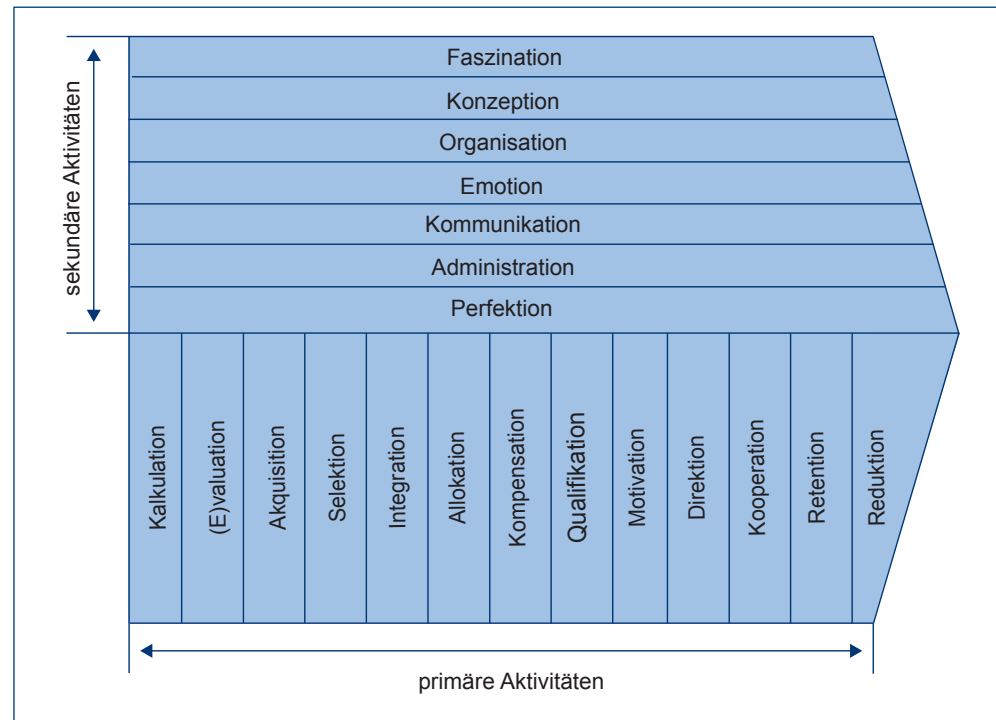 sekundäre Aktivitäten
Faszination
Konzeption
Organisation
Emotion
Kommunikation
Administration
Perfektion
Kalkulation
(E)valuation
Akquisition
Selektion
Integration
Allokation
Kompensation
Qualifikation
Motivation
Direktion
Kooperation
Retention
Reduktion
primäre Aktivitäten